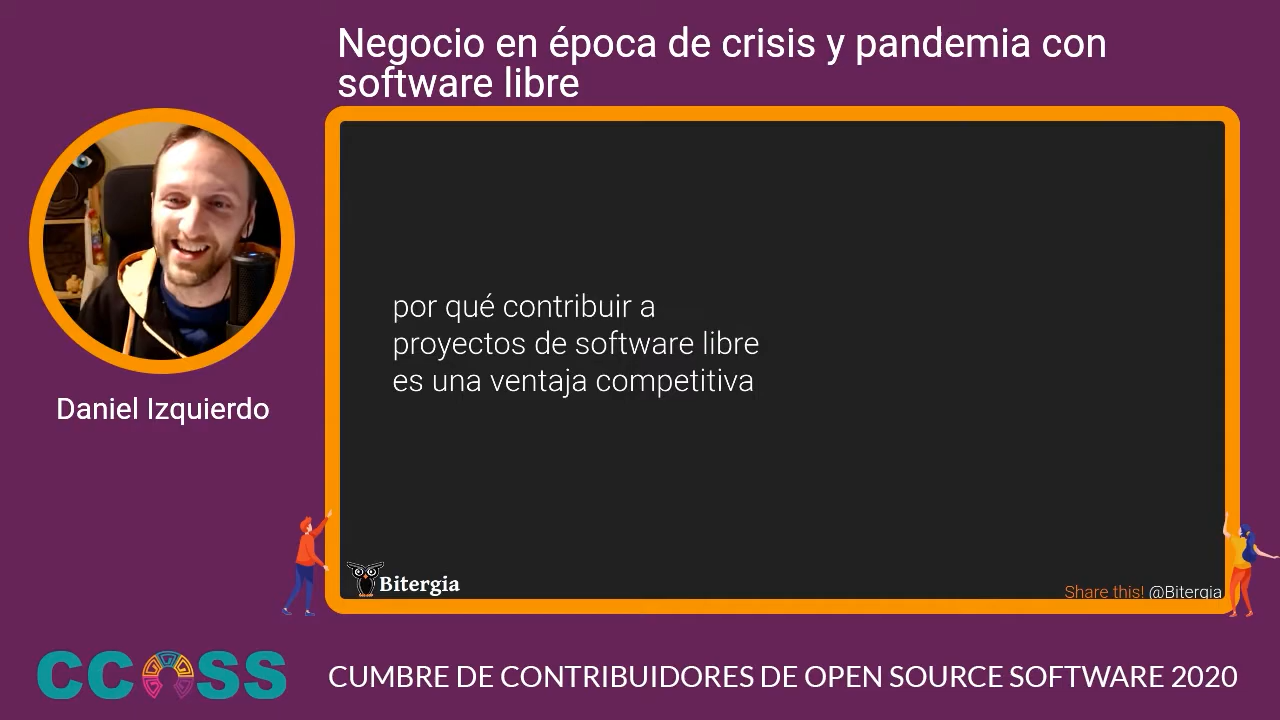 Negocio en época de crisis y pandemia con
software libre
Daniel Izquierdo
por qué contribuir a
proyectos de software libre
es una ventaja competitiva
Bitergia
Share this! @Bitergia
CCOSS
CUMBRE DE CONTRIBUIDORES DE OPEN SOURCE SOFTWARE 2020